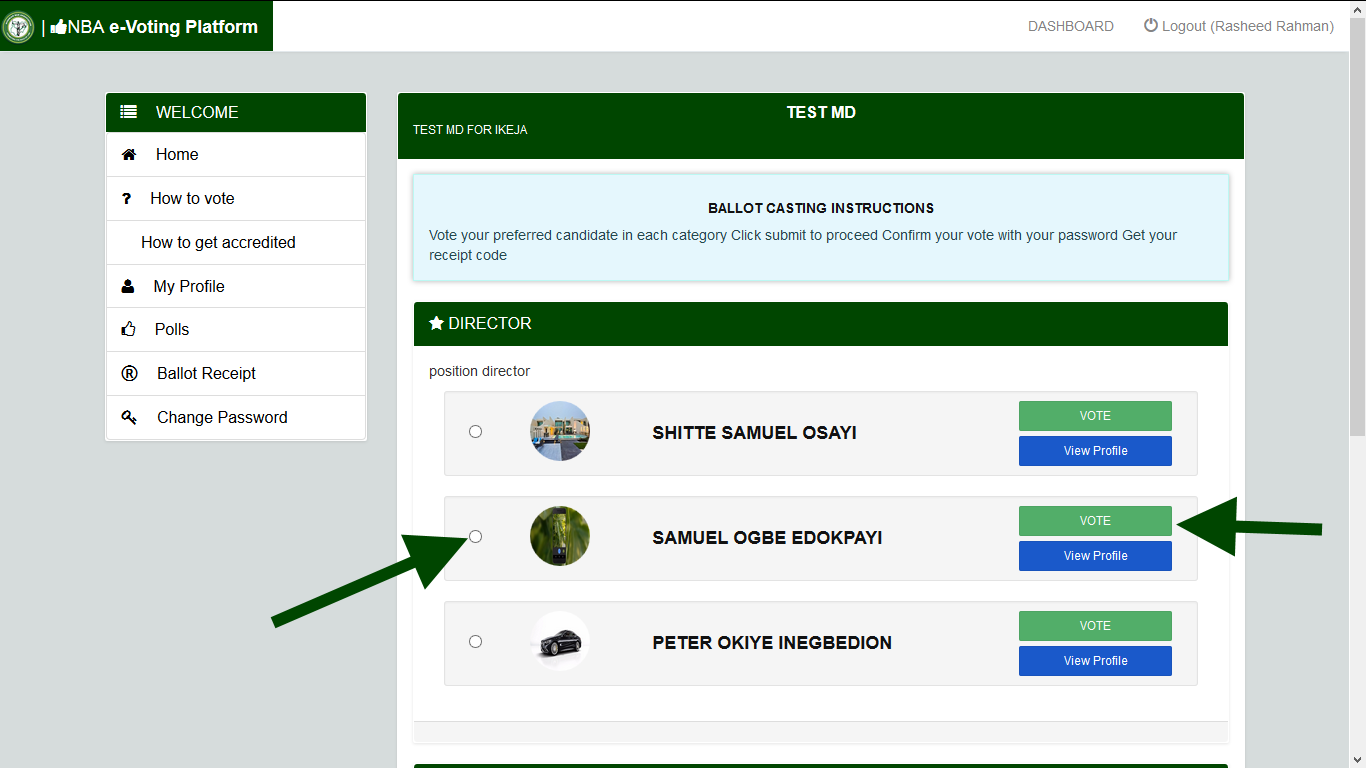 | NBA e-Voting Platform
DASHBOARD
Logout (Rasheed Rahman)
WELCOME
Home
? How to vote
How to get accredited
My Profile
Polls
® Ballot Receipt
Change Password
TEST MD
TEST MD FOR IKEJA
BALLOT CASTING INSTRUCTIONS
Vote your preferred candidate in each category Click submit to proceed Confirm your vote with your password Get your
receipt code
DIRECTOR
position director
SHITTE SAMUEL OSAYI
VOTE
View Profile
SAMUEL OGBE EDOKPAYI
VOTE
View Profile
PETER OKIYE INEGBEDION
VOTE
View Profile